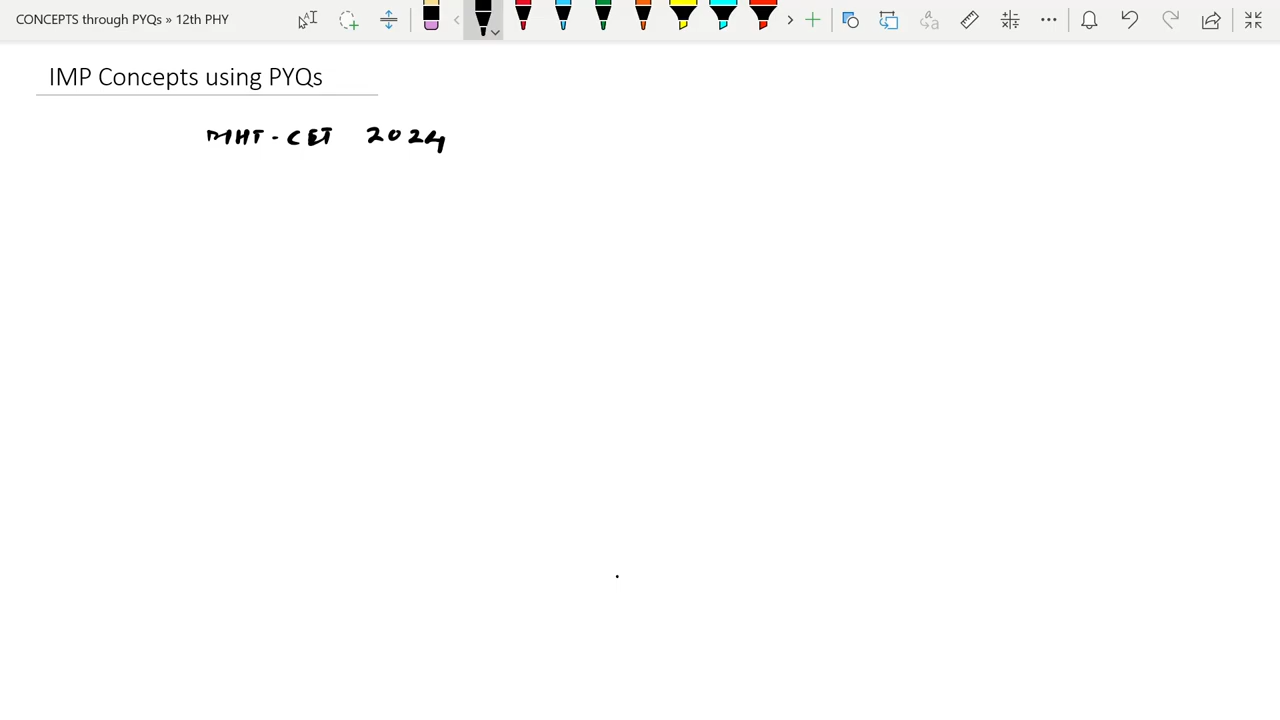 CONCEPTS through PYQs » 12th PHY
IMP Concepts using PYQs
MHT-CET 2024